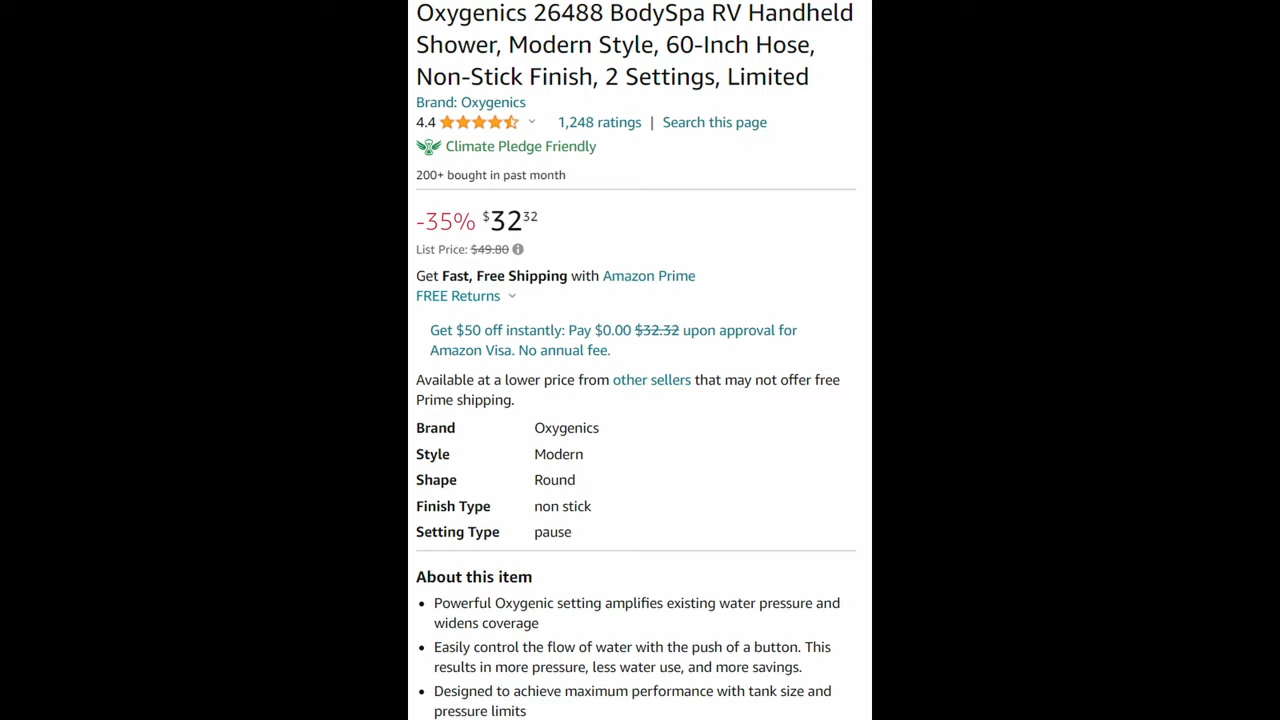 Oxygenics 26488 BodySpa RV Handheld
Shower, Modern Style, 60-Inch Hose,
Non-Stick Finish, 2 Settings, Limited
Brand: Oxygenics
4.4 1,248 ratings | Search this page
Climate Pledge Friendly
200+ bought in past month
-35% $32 32
List Price: $49.80
Get Fast, Free Shipping with Amazon Prime
FREE Returns
Get $50 off instantly: Pay $0.00 $32.32 upon approval for
Amazon Visa. No annual fee.
Available at a lower price from other sellers that may not offer free
Prime shipping.
Brand Oxygenics
Style Modern
Shape Round
Finish Type non stick
Setting Type pause
About this item
• Powerful Oxygenic setting amplifies existing water pressure and
widens coverage
• Easily control the flow of water with the push of a button. This
results in more pressure, less water use, and more savings.
• Designed to achieve maximum performance with tank size and
pressure limits